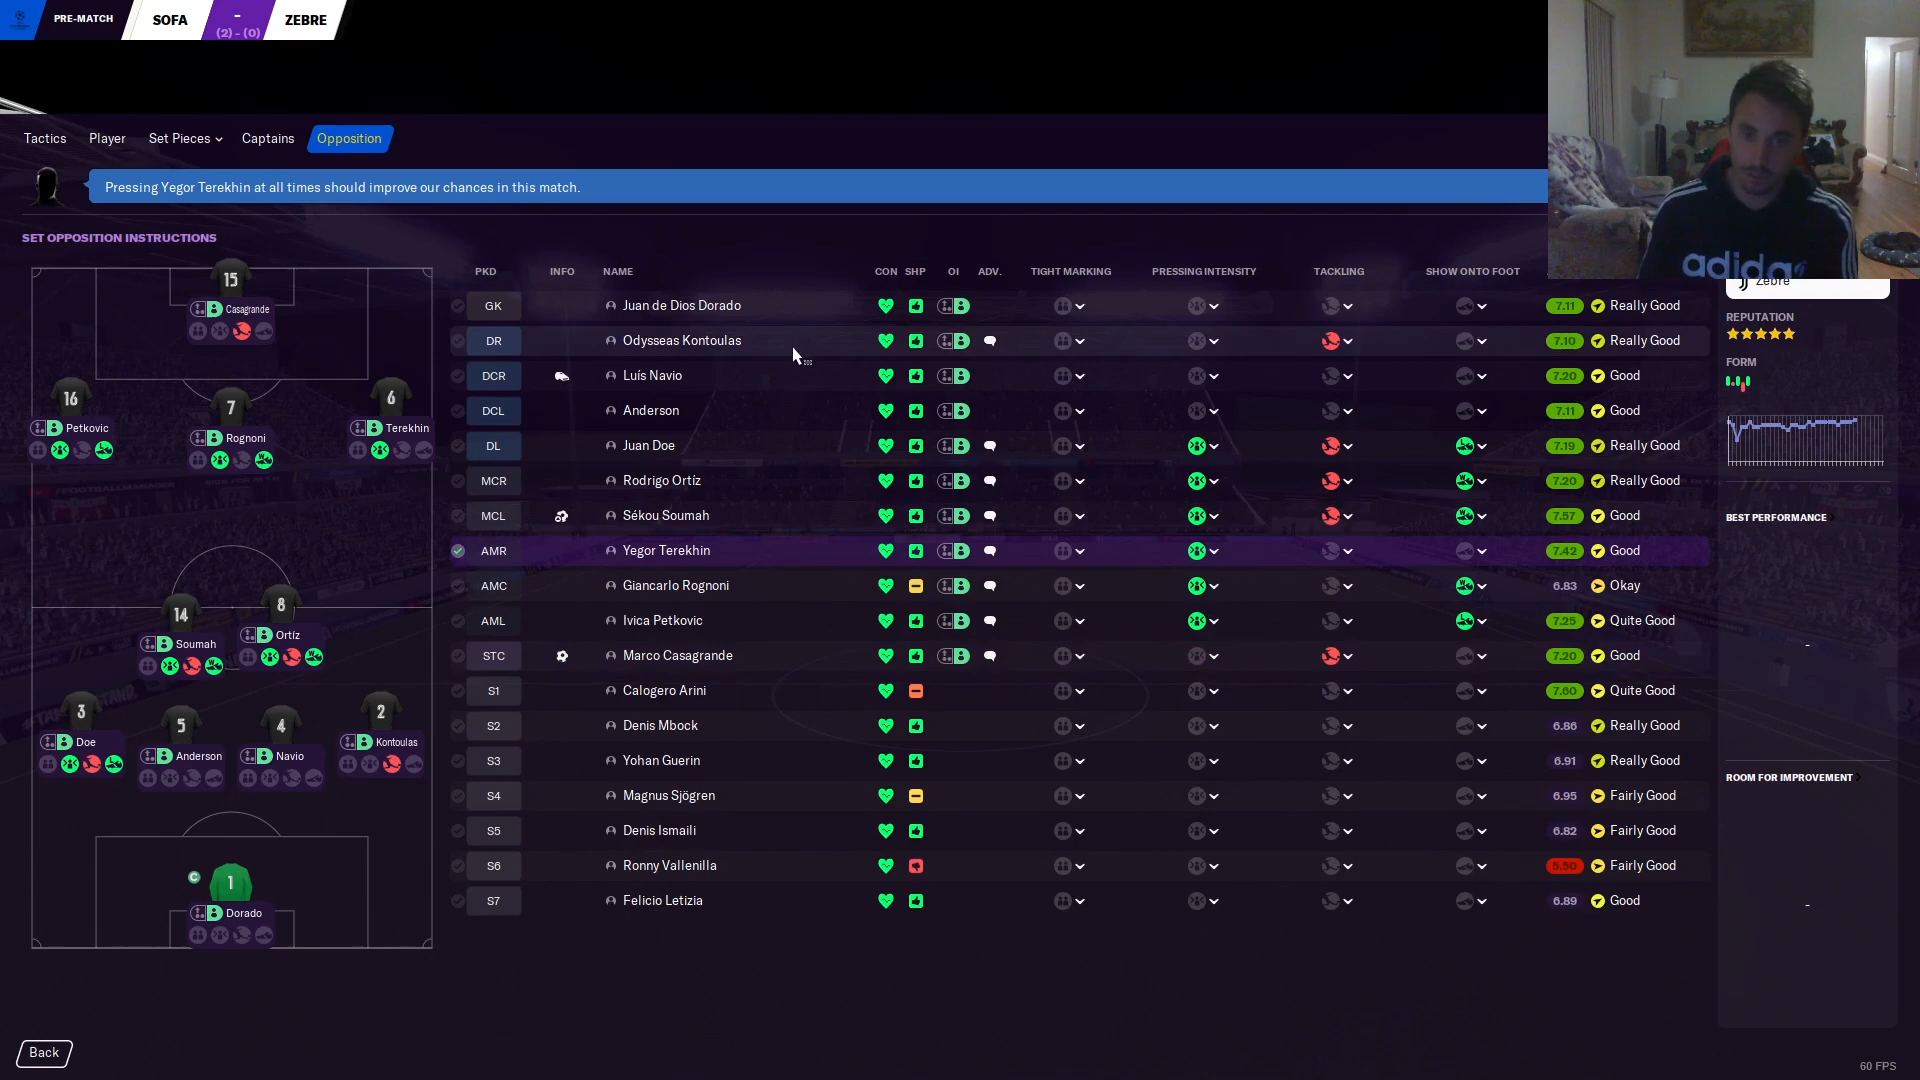 PRE-MATCH
SOFA
-
(2) - (0)
ZEBRE
Tactics
Player
Set Pieces
Captains
Opposition
Pressing Yegor Terekhin at all times should improve our chances in this match.
adidas
SET OPPOSITION INSTRUCTIONS
15
Casagrande
16
Petkovic
7
Rognoni
6
Terekhin
14
Soumah
8
Ortíz
3
Doe
5
Anderson
4
Navio
2
Kontoulas
C
1
Dorado
PKD INFO NAME CON SHP OI ADV. TIGHT MARKING PRESSING INTENSITY TACKLING SHOW ONTO FOOT
GK Juan de Dios Dorado 7.11 Really Good
DR Odysseas Kontoulas 7.10 Really Good
DCR Luís Navio 7.20 Good
DCL Anderson 7.11 Good
DL Juan Doe 7.19 Really Good
MCR Rodrigo Ortíz 7.20 Really Good
MCL Sékou Soumah 7.57 Good
AMR Yegor Terekhin 7.42 Good
AMC Giancarlo Rognoni 6.83 Okay
AML Ivica Petkovic 7.25 Quite Good
STC Marco Casagrande 7.20 Good
S1 Calogero Arini 7.60 Quite Good
S2 Denis Mbock 6.86 Really Good
S3 Yohan Guerin 6.91 Really Good
S4 Magnus Sjögren 6.95 Fairly Good
S5 Denis Ismaili 6.82 Fairly Good
S6 Ronny Vallenilla 5.50 Fairly Good
S7 Felicio Letizia 6.89 Good
Zebre
REPUTATION
FORM
BEST PERFORMANCE
-
ROOM FOR IMPROVEMENT
-
Back
60 FPS